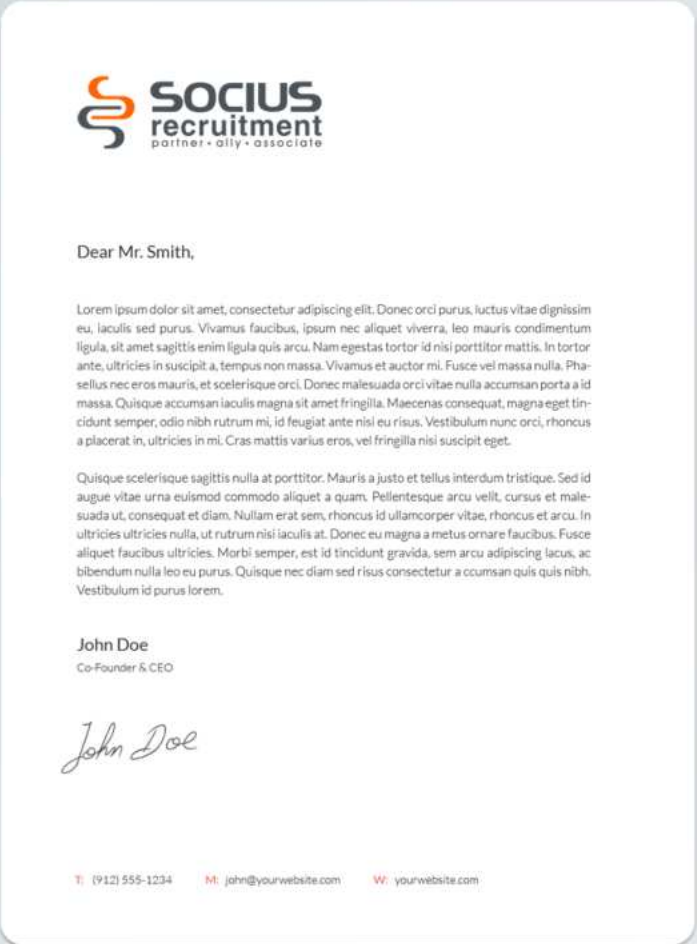 SOCIUS
recruitment
partner • ally • associate
Dear Mr. Smith,
Lorem ipsum dolor sit amet, consectetur adipiscing elit. Donec orci purus, luctus vitae dignissim
eu, iaculis sed purus. Vivamus faucibus, ipsum nec aliquet viverra, leo mauris condimentum
ligula, sit amet sagittis enim ligula quis arcu. Nam egestas tortor id nisi porttitor mattis. In tortor
ante, ultricies in suscipit a, tempus non massa. Vivamus et auctor mi. Fusce vel massa nulla. Pha-
sellus nec eros mauris, et scelerisque orci. Donec malesuada orci vitae nulla accumsan porta a id
massa. Quisque accumsan iaculis magna sit amet fringilla. Maecenas consequat, magna eget tin-
cidunt semper, odio nibh rutrum mi, id feugiat ante nisi eu risus. Vestibulum nunc orci, rhoncus
a placerat in, ultricies in mi. Cras mattis varius eros, vel fringilla nisi suscipit eget.
Quisque scelerisque sagittis nulla at porttitor. Mauris a justo et tellus interdum tristique. Sed id
augue vitae urna euismod commodo aliquet a quam. Pellentesque arcu velit, cursus et male-
suada ut, consequat et diam. Nullam erat sem, rhoncus id ullamcorper vitae, rhoncus et arcu. In
ultricies ultricies nulla, ut rutrum nisi iaculis at. Donec eu magna a metus ornare faucibus. Fusce
aliquet faucibus ultricies. Morbi semper, est id tincidunt gravida, sem arcu adipiscing lacus, ac
bibendum nulla leo eu purus. Quisque nec diam sed risus consectetur a ccumsan quis quis nibh.
Vestibulum id purus lorem.
John Doe
Co-Founder & CEO
John Doe
T: (912) 555-1234 M: john@yourwebsite.com W: yourwebsite.com